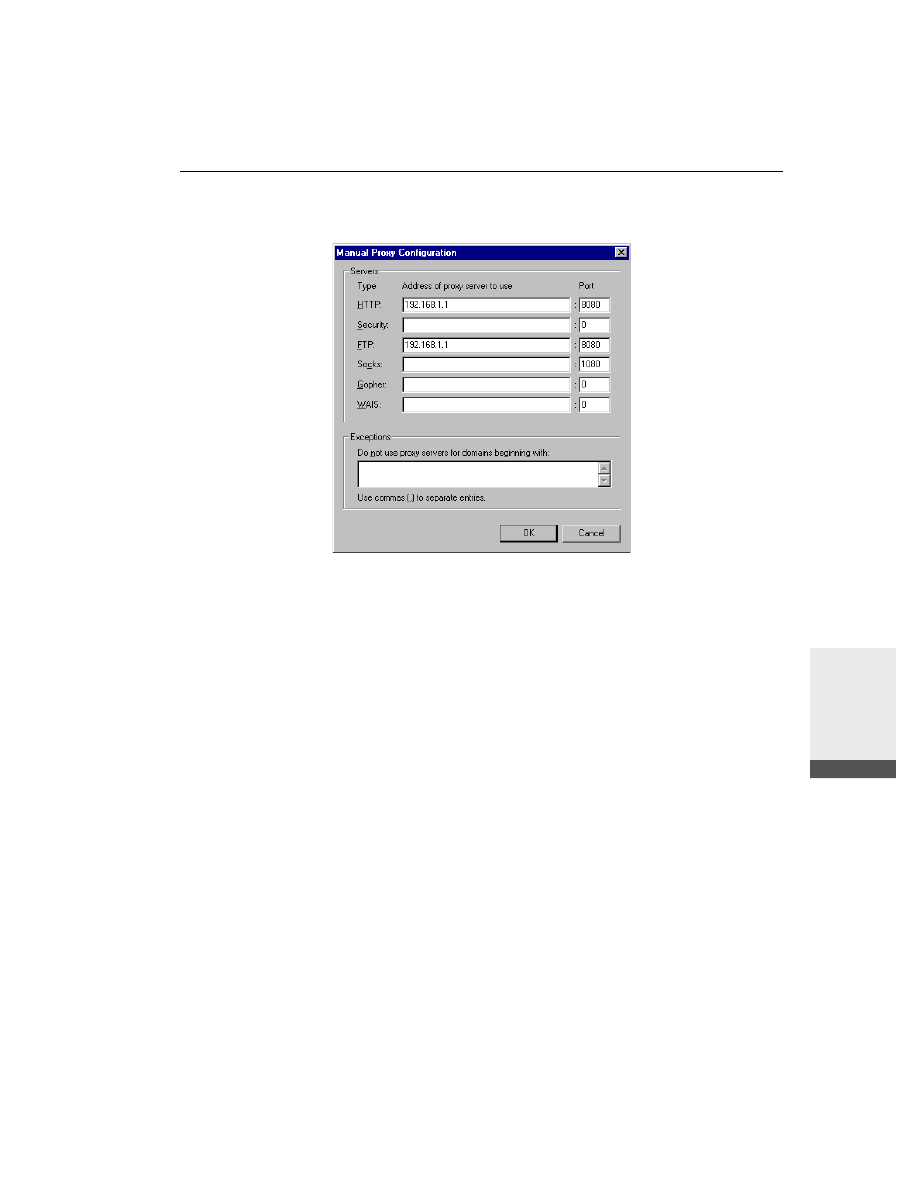 Manual Proxy Configuration
Servers
Type Address of proxy server to use Port
HTTP: 192.168.1.1 : 8080
Security: : 0
FTP: 192.168.1.1 : 8080
Socks: : 1080
Gopher: : 0
WAIS: : 0
Exceptions
Do not use proxy servers for domains beginning with:
Use commas (,) to separate entries.
OK Cancel